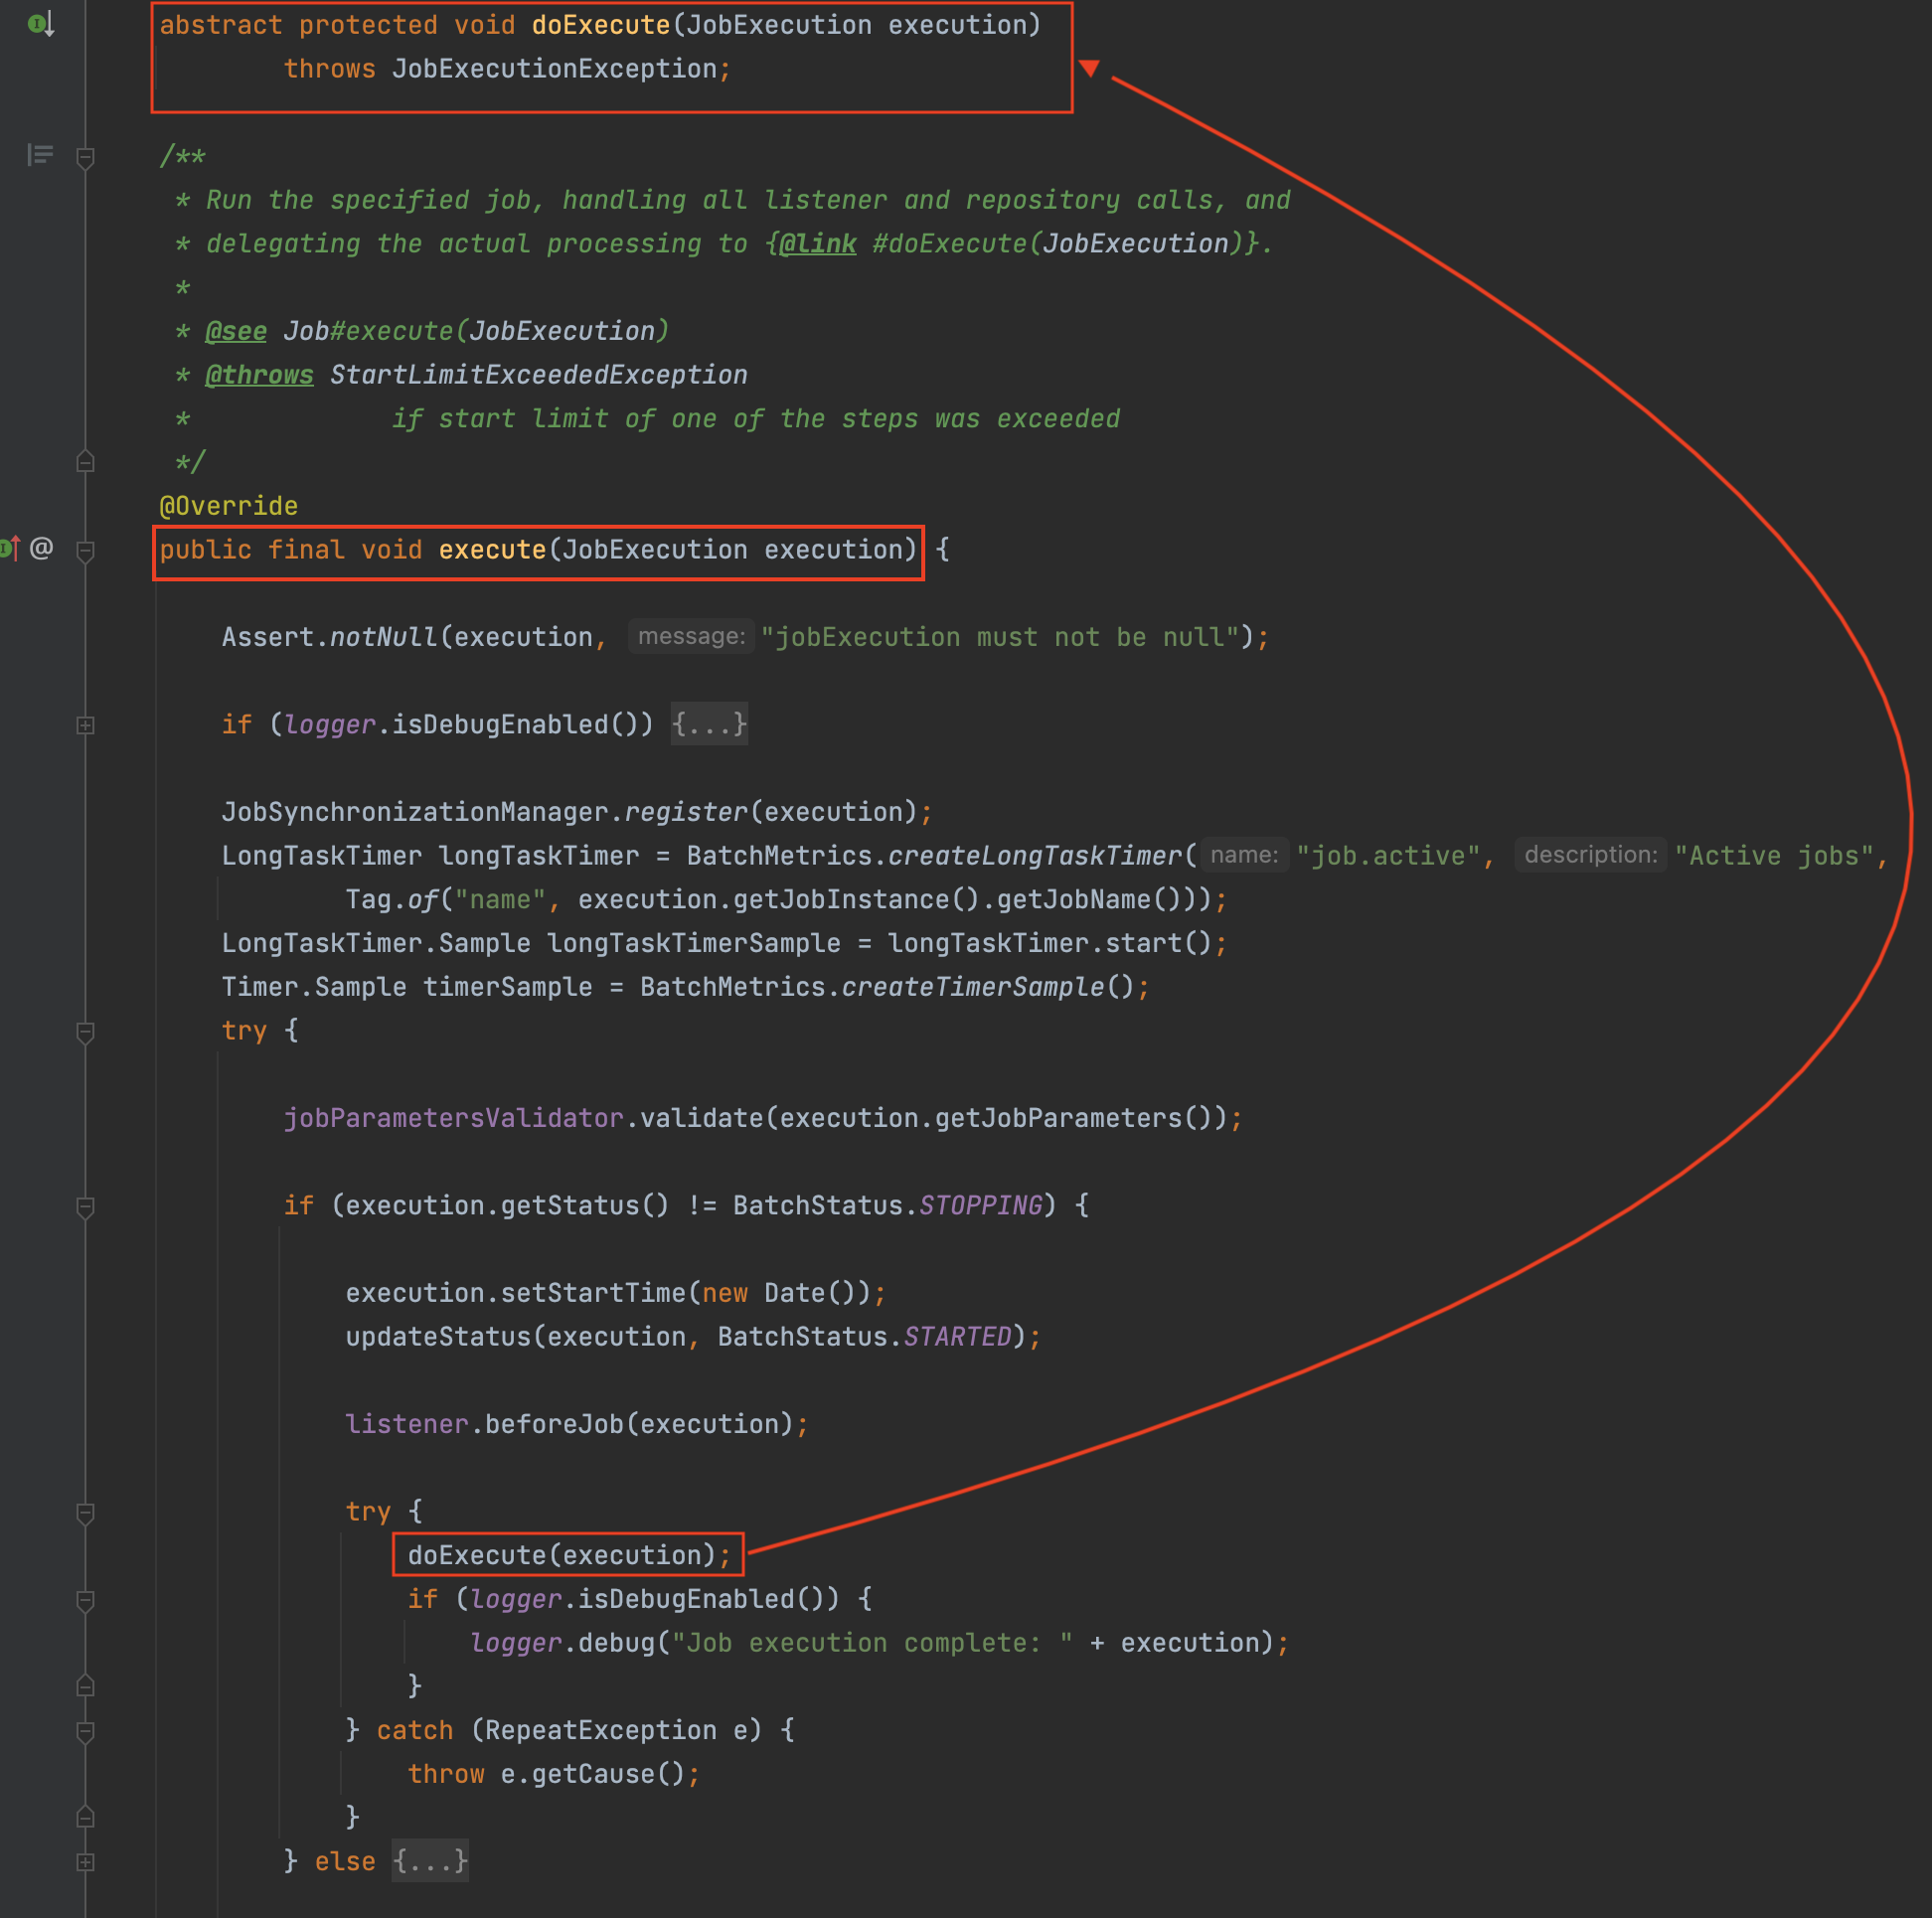 abstract protected void doExecute(JobExecution execution)
throws JobExecutionException;
/**
* Run the specified job, handling all listener and repository calls, and
* delegating the actual processing to {@link #doExecute(JobExecution)}.
*
* @see Job#execute(JobExecution)
* @throws StartLimitExceededException
* if start limit of one of the steps was exceeded
*/
@Override
public final void execute(JobExecution execution) {
Assert.notNull(execution, message: "jobExecution must not be null");
if (logger.isDebugEnabled()) {...}
JobSynchronizationManager.register(execution);
LongTaskTimer longTaskTimer = BatchMetrics.createLongTaskTimer( name: "job.active", description: "Active jobs",
Tag.of("name", execution.getJobInstance().getJobName()));
LongTaskTimer.Sample longTaskTimerSample = longTaskTimer.start();
Timer.Sample timerSample = BatchMetrics.createTimerSample();
try {
jobParametersValidator.validate(execution.getJobParameters());
if (execution.getStatus() != BatchStatus.STOPPING) {
execution.setStartTime(new Date());
updateStatus(execution, BatchStatus.STARTED);
listener.beforeJob(execution);
try {
doExecute(execution);
if (logger.isDebugEnabled()) {
logger.debug("Job execution complete: " + execution);
}
} catch (RepeatException e) {
throw e.getCause();
}
} else {...}